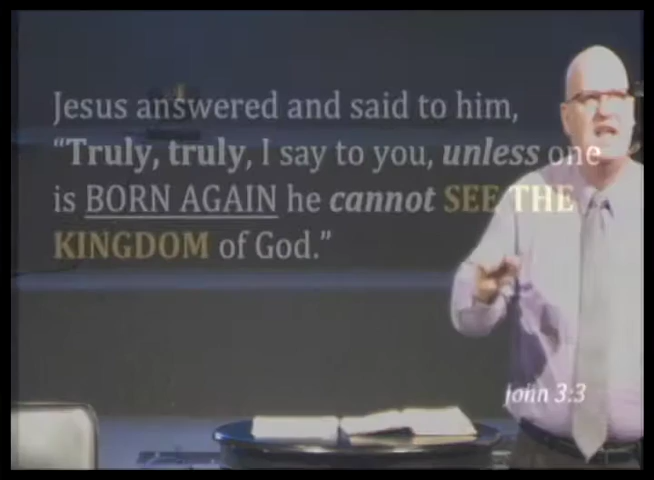 Jesus answered and said to him,
“Truly, truly, I say to you, unless one
is BORN AGAIN he cannot SEE THE
KINGDOM of God.”
John 3:3